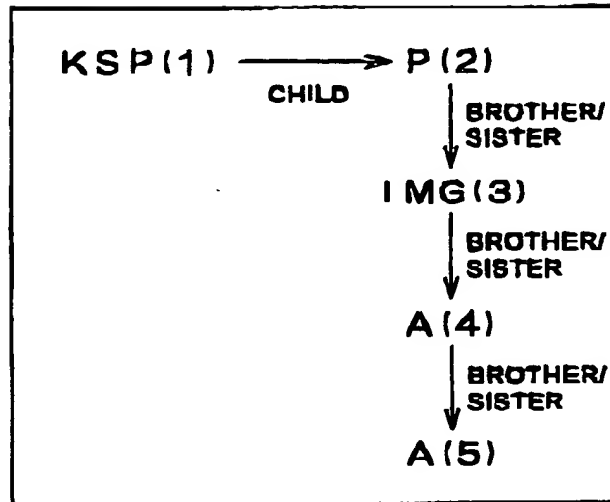 KSP(1) P(2)
CHILD
BROTHER/
SISTER
IMG(3)
BROTHER/
SISTER
A(4)
BROTHER/
SISTER
A(5)